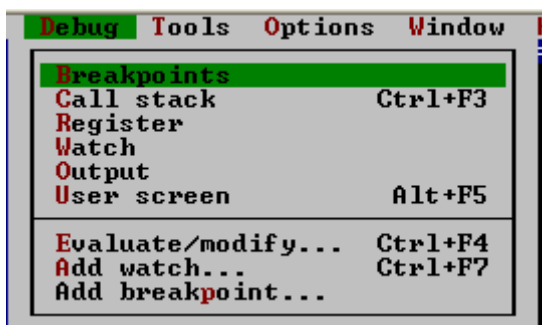 Debug Tools Options Window
Breakpoints
Call stack Ctrl+F3
Register
Watch
Output
User screen Alt+F5
Evaluate/modify... Ctrl+F4
Add watch... Ctrl+F7
Add breakpoint...